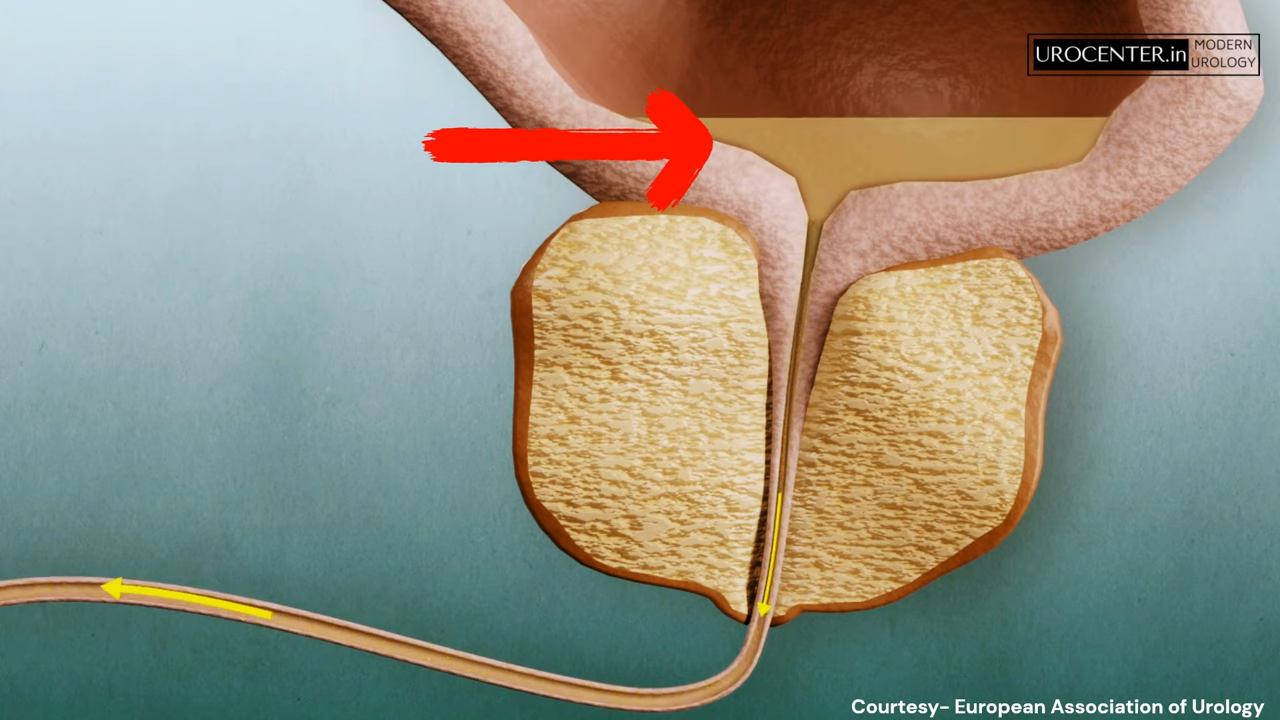 UROCENTER.in MODERN UROLOGY
Courtesy- European Association of Urology